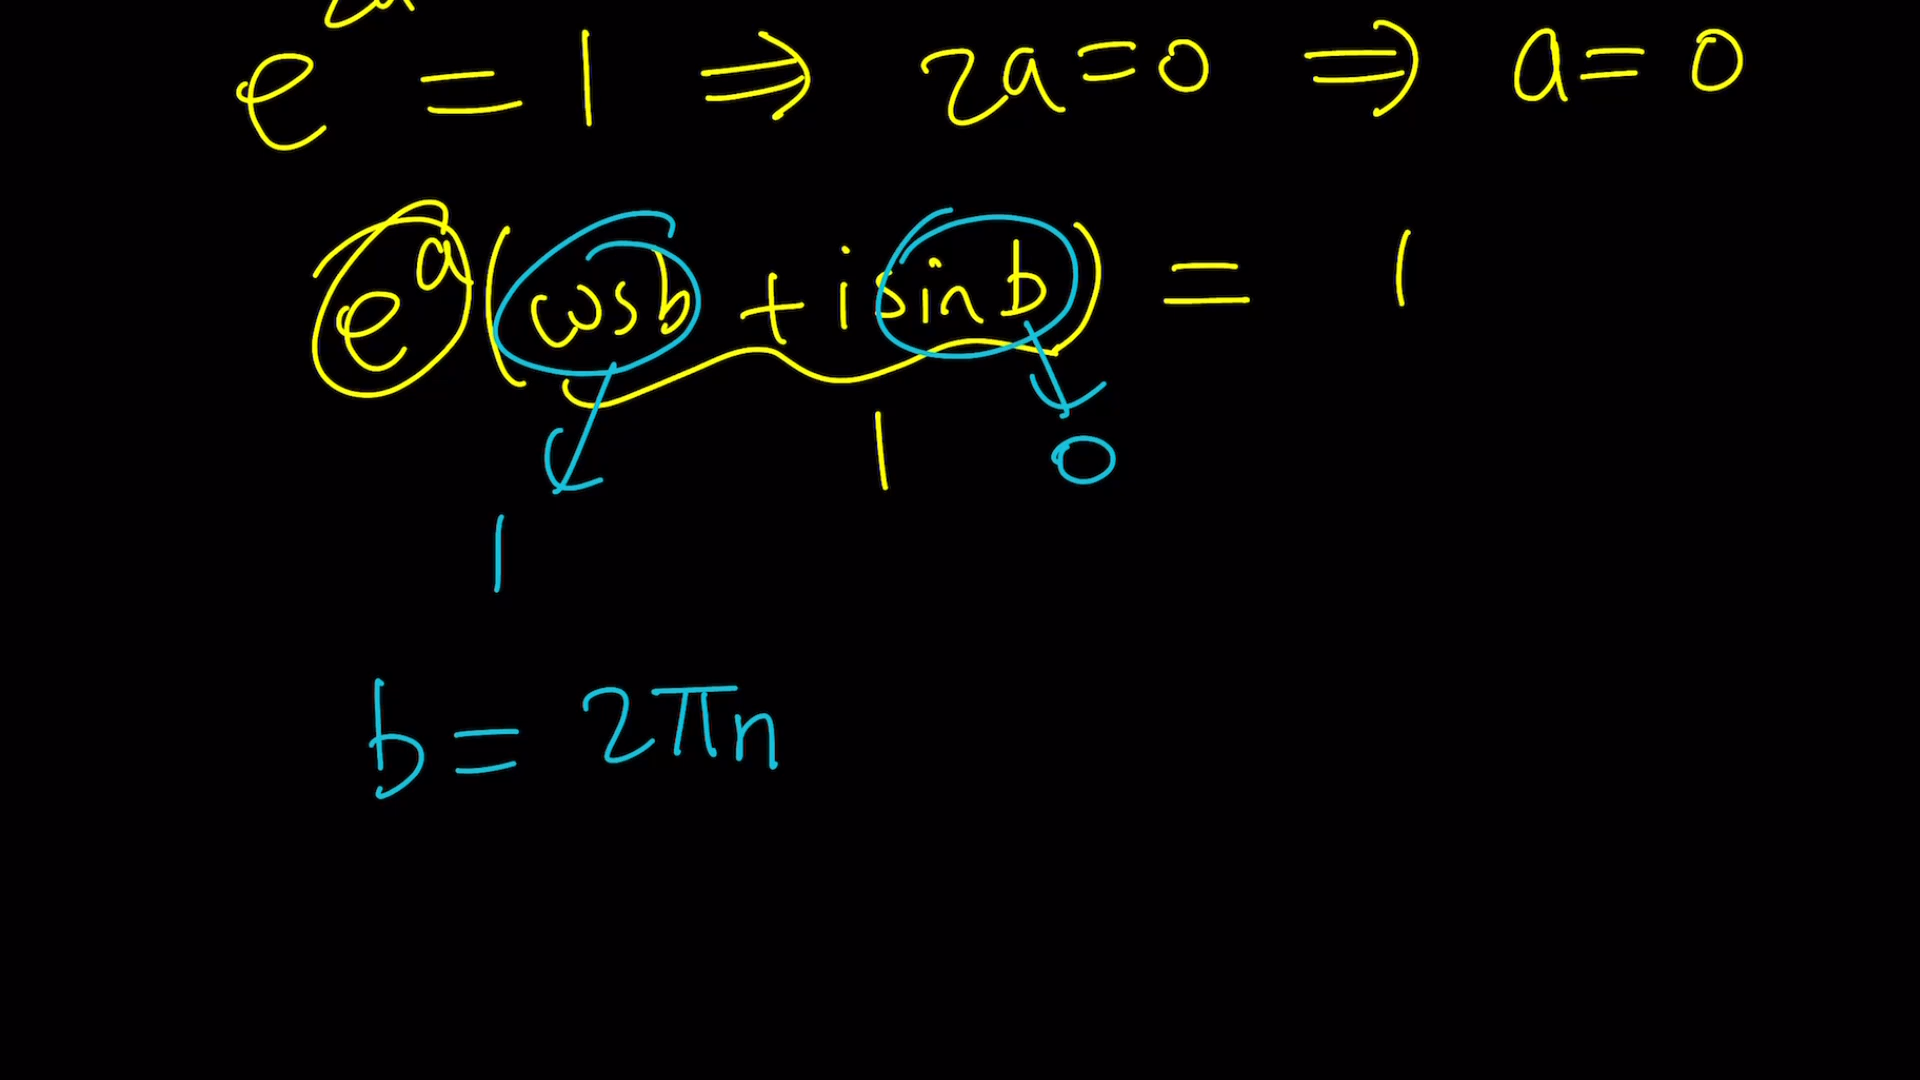 e^{2a} = 1 ⇒ 2a = 0 ⇒ a = 0
e^a (cos b + i sin b) = 1
1 0
1
b = 2πn